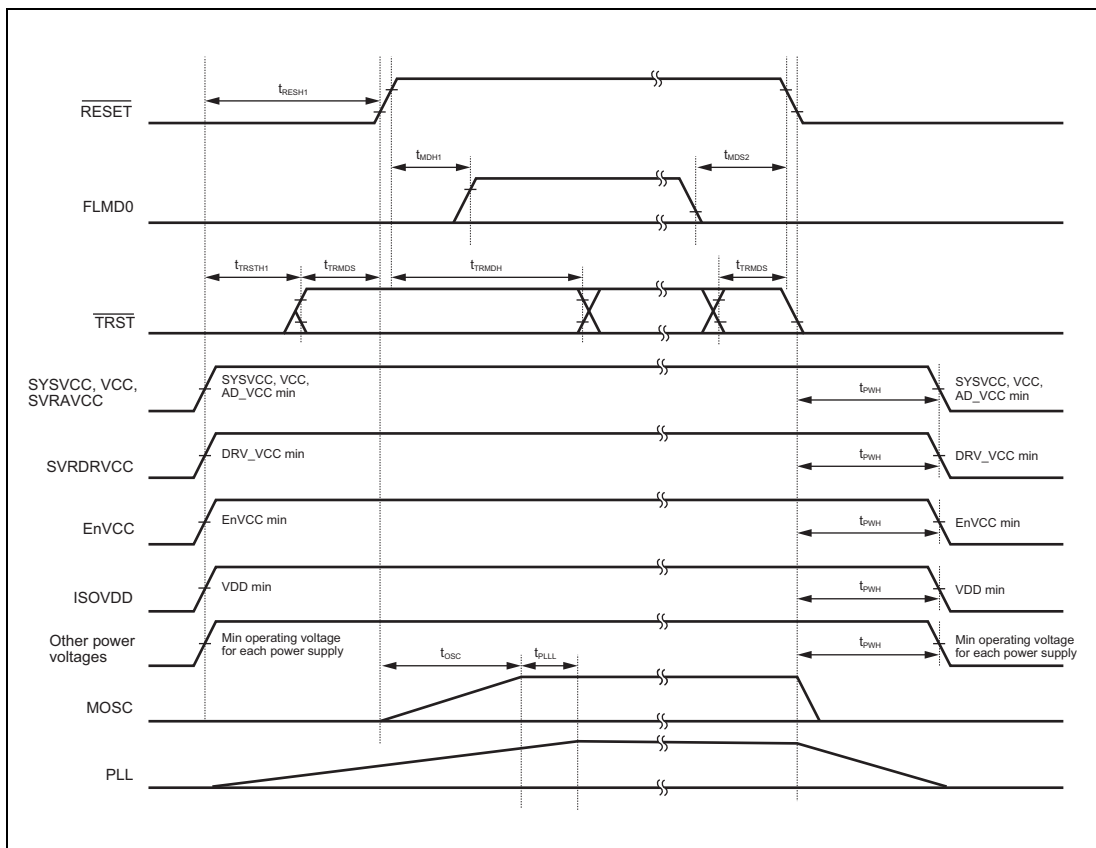 tRESH1
RESET
tMDH1
tMDS2
FLMD0
tTRSTH1
tTRMDS
tTRMDH
tTRMDS
TRST
SYSVCC, VCC,
SVRAVCC
SYSVCC, VCC,
AD_VCC min
tPWH
SYSVCC, VCC,
AD_VCC min
SVRDRVCC
DRV_VCC min
tPWH
DRV_VCC min
EnVCC
EnVCC min
tPWH
EnVCC min
ISOVDD
VDD min
tPWH
VDD min
Other power
voltages
Min operating voltage
for each power supply
tPWH
Min operating voltage
for each power supply
tOSC
tPLLL
MOSC
PLL